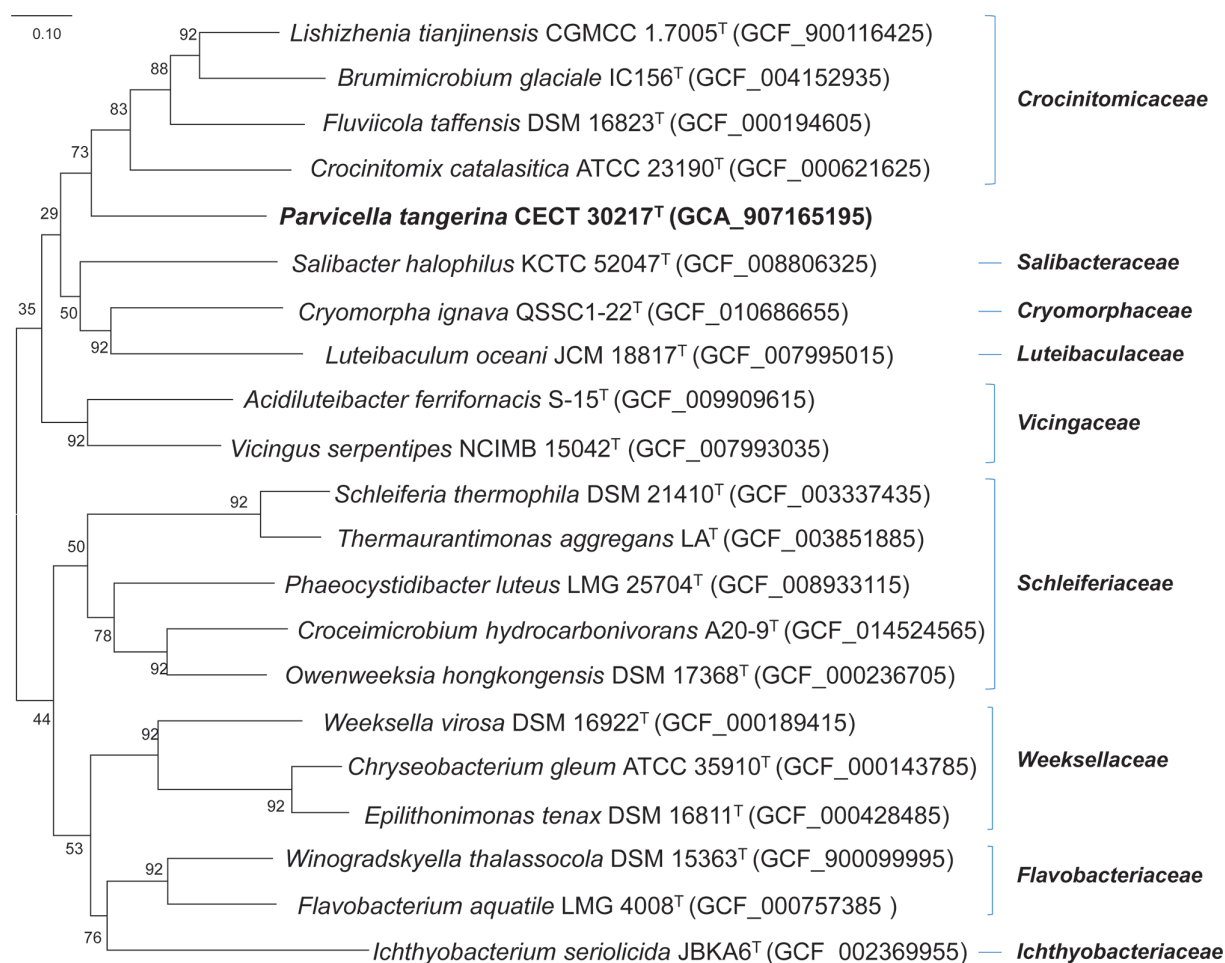 0.10
92
Lishizhenia tianjinensis CGMCC 1.7005ᵀ (GCF_900116425)
88
Brumimicrobium glaciale IC156ᵀ (GCF_004152935)
Crocinitomicaceae
83
Fluviicola taffensis DSM 16823ᵀ (GCF_000194605)
73
Crocinitomix catalasitica ATCC 23190ᵀ (GCF_000621625)
29
Parvicella tangerina CECT 30217ᵀ (GCA_907165195)
Salibacter halophilus KCTC 52047ᵀ (GCF_008806325)
Salibacteraceae
35
50
Cryomorpha ignava QSSC1-22ᵀ (GCF_010686655)
Cryomorphaceae
92
Luteibaculum oceani JCM 18817ᵀ (GCF_007995015)
Luteibaculaceae
Acidiluteibacter ferrifornacis S-15ᵀ (GCF_009909615)
Vicingaceae
92
Vicingus serpentipes NCIMB 15042ᵀ (GCF_007993035)
92
Schleiferia thermophila DSM 21410ᵀ (GCF_003337435)
50
Thermaurantimonas aggregans LAᵀ (GCF_003851885)
Phaeocystidibacter luteus LMG 25704ᵀ (GCF_008933115)
Schleiferiaceae
78
Croceimicrobium hydrocarbonivorans A20-9ᵀ (GCF_014524565)
92
Owenweeksia hongkongensis DSM 17368ᵀ (GCF_000236705)
44
92
Weeksella virosa DSM 16922ᵀ (GCF_000189415)
Chryseobacterium gleum ATCC 35910ᵀ (GCF_000143785)
Weeksellaceae
92
Epilithonimonas tenax DSM 16811ᵀ (GCF_000428485)
53
92
Winogradskyella thalassocola DSM 15363ᵀ (GCF_900099995)
Flavobacteriaceae
Flavobacterium aquatile LMG 4008ᵀ (GCF_000757385 )
76
Ichthyobacterium seriolicida JBKA6ᵀ (GCF_002369955)
Ichthyobacteriaceae